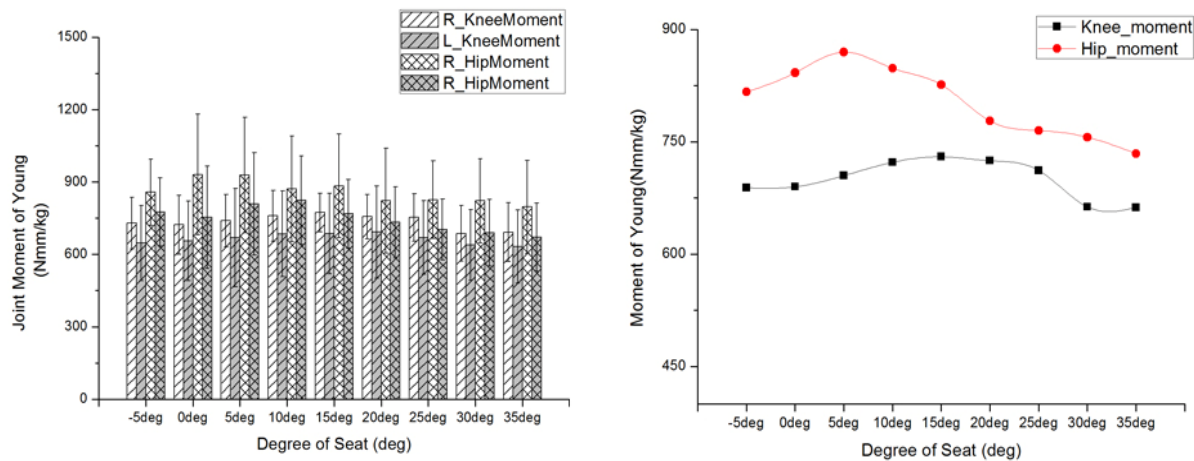 R_KneeMoment
L_KneeMoment
R_HipMoment
R_HipMoment
1500
1200
900
600
300
0
Joint Moment of Young
(Nmm/kg)
-5deg 0deg 5deg 10deg 15deg 20deg 25deg 30deg 35deg
Degree of Seat (deg)
Knee_moment
Hip_moment
900
750
600
450
Moment of Young(Nmm/kg)
-5deg 0deg 5deg 10deg 15deg 20deg 25deg 30deg 35deg
Degree of Seat (deg)